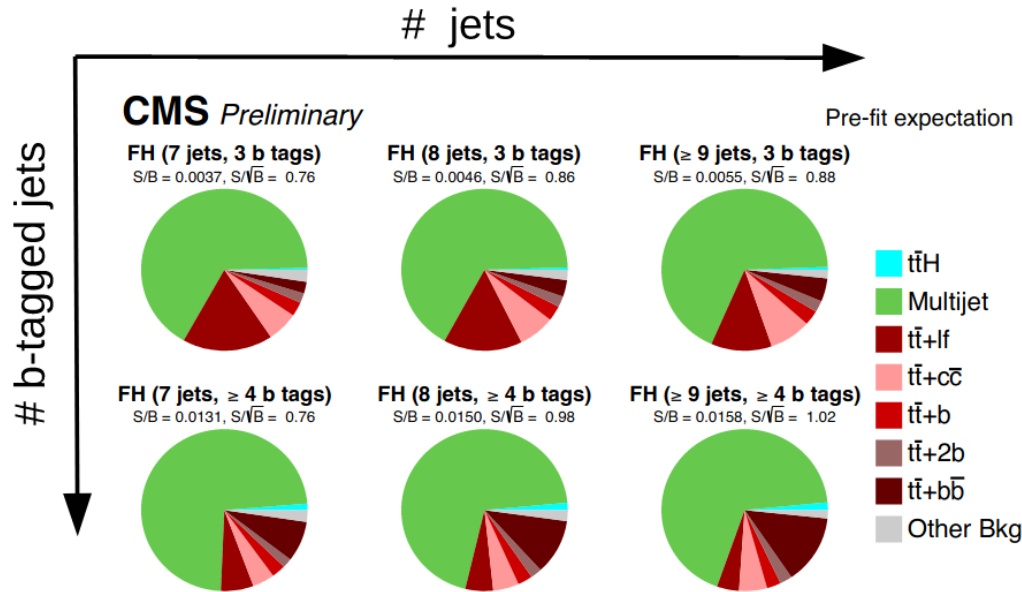 # jets
# b-tagged jets
CMS Preliminary
Pre-fit expectation
FH (7 jets, 3 b tags)
S/B = 0.0037, S/√B = 0.76
FH (8 jets, 3 b tags)
S/B = 0.0046, S/√B = 0.86
FH (≥ 9 jets, 3 b tags)
S/B = 0.0055, S/√B = 0.88
FH (7 jets, ≥ 4 b tags)
S/B = 0.0131, S/√B = 0.76
FH (8 jets, ≥ 4 b tags)
S/B = 0.0150, S/√B = 0.98
FH (≥ 9 jets, ≥ 4 b tags)
S/B = 0.0158, S/√B = 1.02
tt̄H
Multijet
tt̄+lf
tt̄+cc̄
tt̄+b
tt̄+2b
tt̄+bb̄
Other Bkg